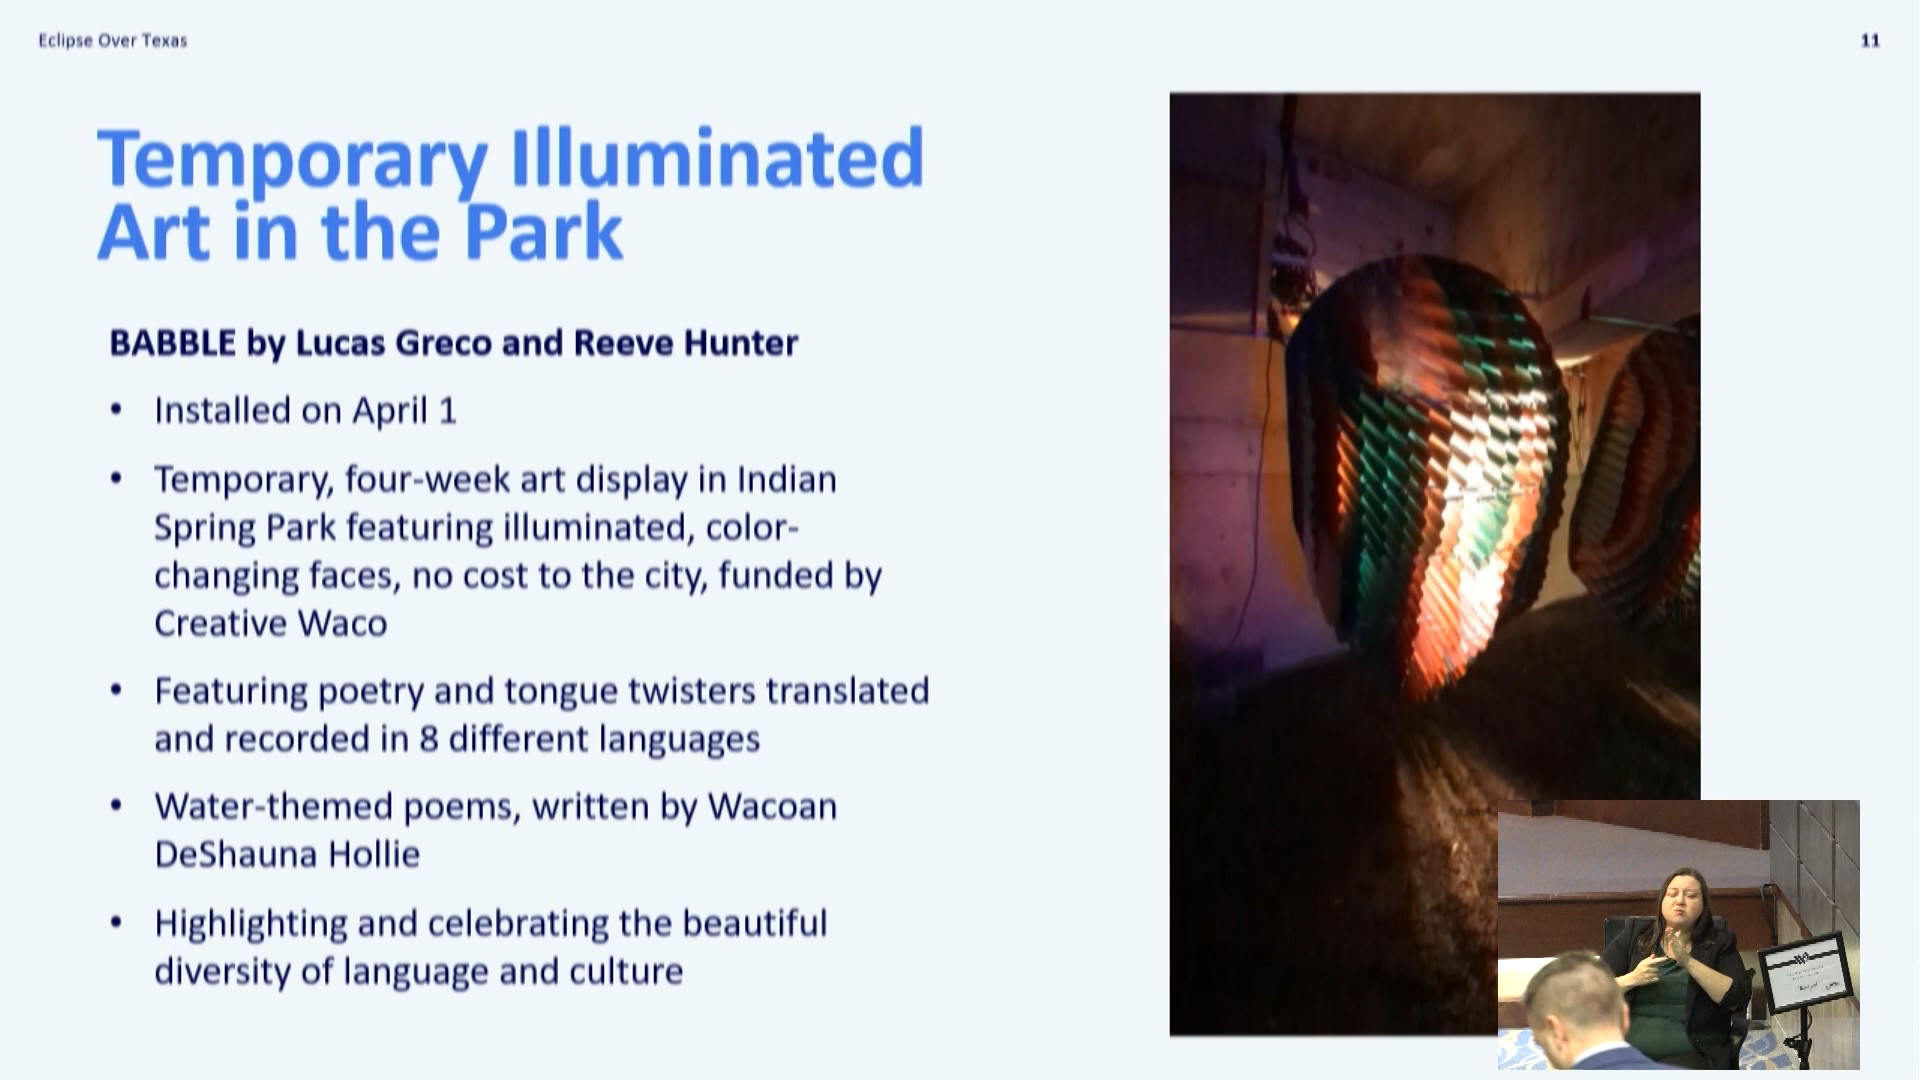 Eclipse Over Texas
11
Temporary Illuminated
Art in the Park
BABBLE by Lucas Greco and Reeve Hunter
• Installed on April 1
• Temporary, four-week art display in Indian
Spring Park featuring illuminated, color-
changing faces, no cost to the city, funded by
Creative Waco
• Featuring poetry and tongue twisters translated
and recorded in 8 different languages
• Water-themed poems, written by Wacoan
DeShauna Hollie
• Highlighting and celebrating the beautiful
diversity of language and culture